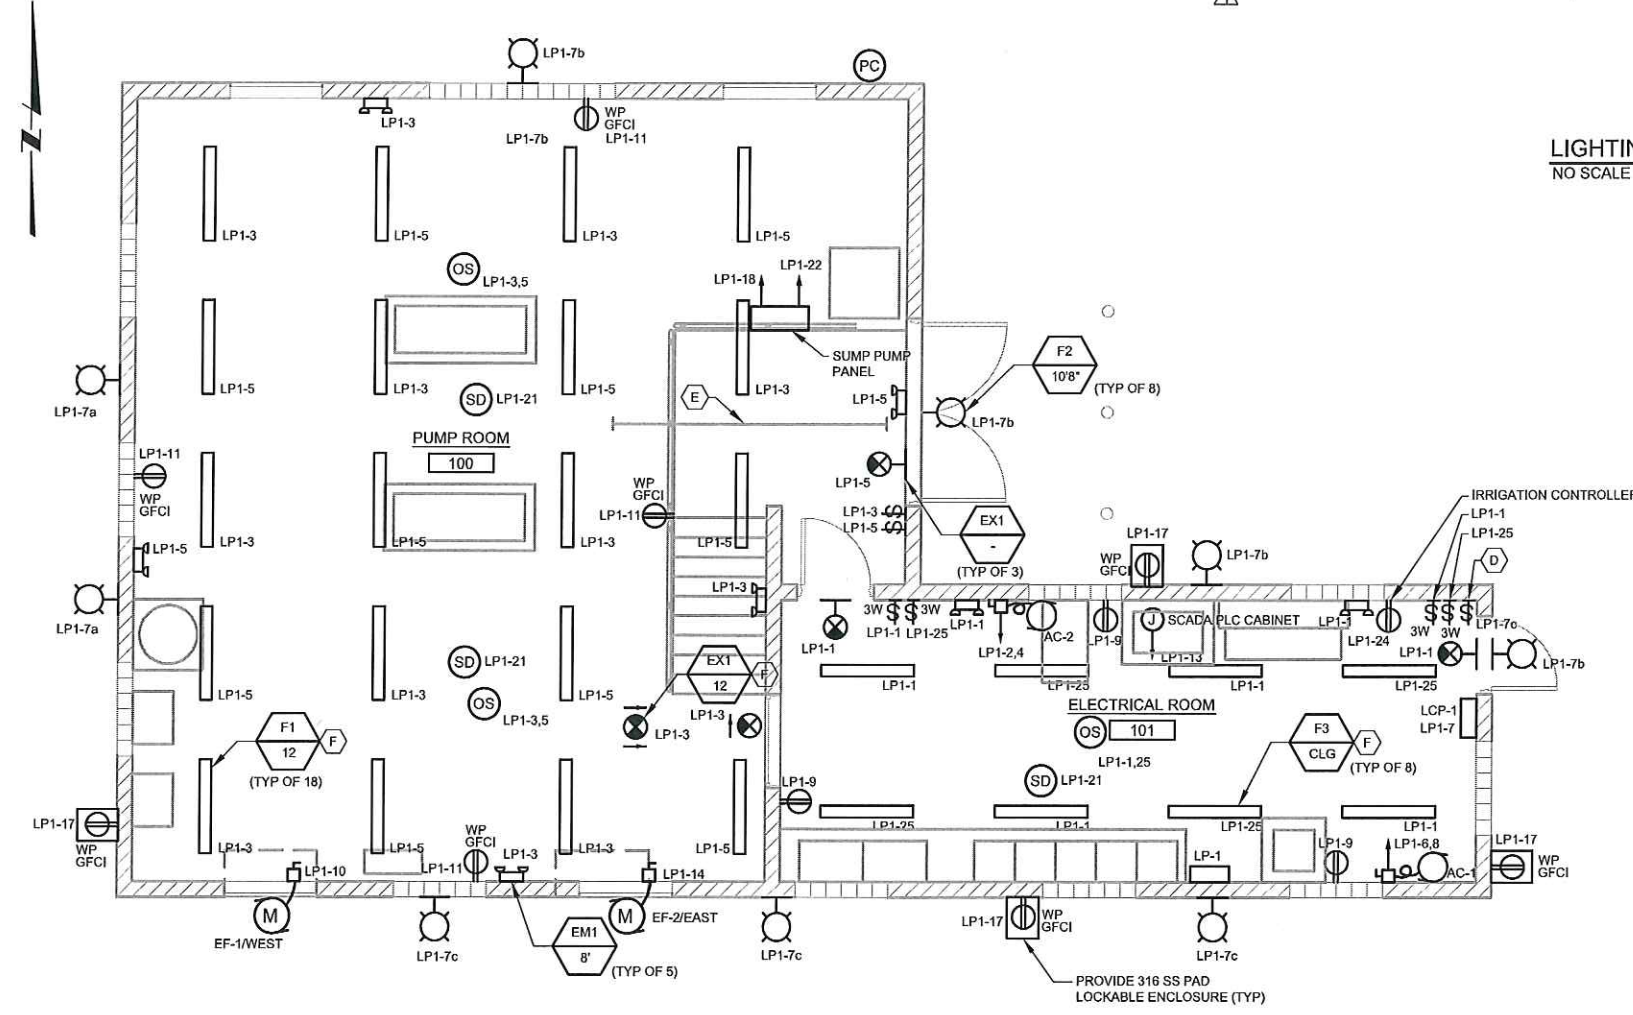 LP1-7b
PC
N
LP1-3
WP
GFCI
LP1-7b
LP1-11
LIGHTIN
NO SCALE
LP1-3
LP1-5
LP1-3
LP1-5
OS
LP1-3,5
LP1-18
LP1-22
SUMP PUMP
PANEL
F2
10'8"
(TYP OF 8)
LP1-5
LP1-3
LP1-5
LP1-3
LP1-7a
SD
LP1-21
E
LP1-5
LP1-7b
PUMP ROOM
100
LP1-11
WP
GFCI
WP
GFCI
LP1-11
LP1-5
LP1-3
LP1-5
EX1
-
(TYP OF 3)
IRRIGATION CONTROLLER
LP1-1
LP1-25
D
LP1-3
LP1-5
LP1-3
LP1-5
LP1-5
LP1-17
WP
GFCI
LP1-7b
LP1-3
LP1-7a
3W
3W
LP1-1
LP1-25
LP1-1
AC-2
LP1-9
J
SCADA PLC CABINET
LP1-1
LP1-24
3W
3W
LP1-7c
LP1-1
LP1-2,4
LP1-13
LP1-1
LP1-7b
SD
LP1-21
EX1
12
F
LP1-1
LP1-25
LP1-1
LP1-25
LP1-5
LP1-3
OS
LP1-3,5
LP1-5
LP1-3
LP1-3
ELECTRICAL ROOM
OS
101
LP1-1,25
LCP-1
LP1-7
F1
12
F
(TYP OF 18)
F3
CLG
F
(TYP OF 8)
SD
LP1-21
LP1-9
LP1-17
WP
GFCI
LP1-25
LP1-1
LP1-25
LP1-1
LP1-3
LP1-5
WP
GFCI
LP1-11
LP1-3
LP1-3
LP1-5
LP1-10
LP1-14
LP-1
LP1-9
LP1-6,8
AC-1
LP1-17
WP
GFCI
M
EF-1/WEST
LP1-7c
M
EF-2/EAST
LP1-7c
LP1-17
WP
GFCI
LP1-7c
EM1
8'
(TYP OF 5)
PROVIDE 316 SS PAD
LOCKABLE ENCLOSURE (TYP)